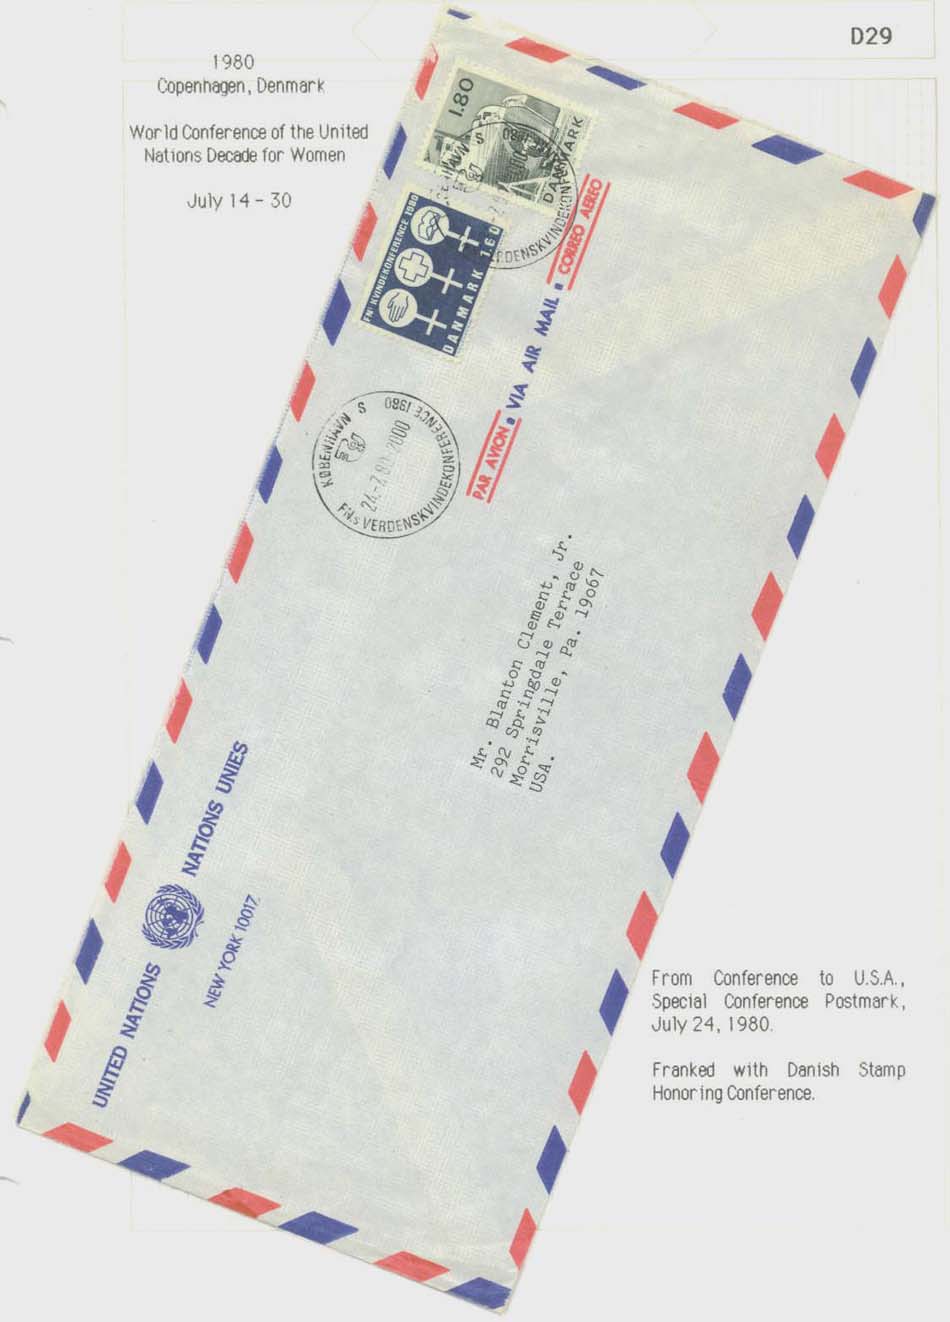 D29
1980
Copenhagen, Denmark
World Conference of the United
Nations Decade for Women
July 14 - 30
1.80
DANMARK
FN's KVINDEKONFERENCE 1980
DANMARK 160
KØBENHAVN S
24.-7.80.-2000
FN.s VERDENSKVINDEKONFERENCE 1980
PAR AVION • VIA AIR MAIL • CORREO AEREO
Mr. Blanton Clement, Jr.
292 Springdale Terrace
Morrisville, Pa. 19067
USA.
UNITED NATIONS NATIONS UNIES
NEW YORK 10017
From Conference to U.S.A.,
Special Conference Postmark,
July 24, 1980.
Franked with Danish Stamp
Honoring Conference.